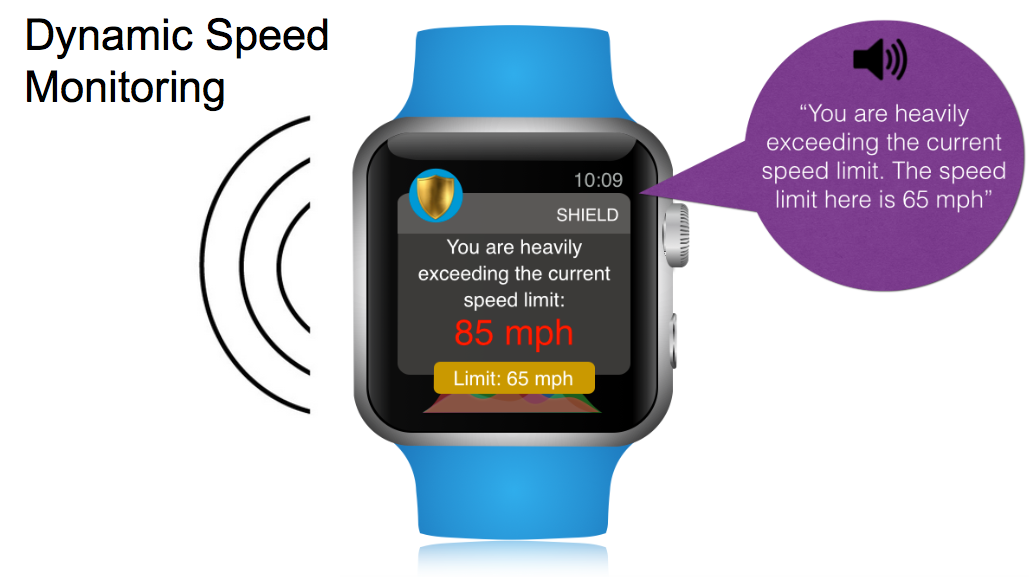 Dynamic Speed
Monitoring
10:09
SHIELD
You are heavily
exceeding the current
speed limit:
85 mph
Limit: 65 mph
“You are heavily
exceeding the current
speed limit. The speed
limit here is 65 mph”